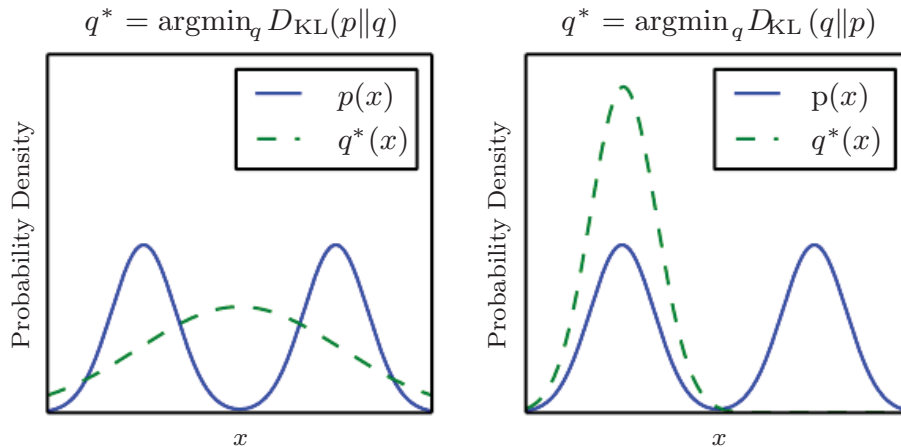 q* = argmin_q D_KL(p‖q)
p(x)
q*(x)
Probability Density
x
q* = argmin_q D_KL (q‖p)
p(x)
q*(x)
Probability Density
x